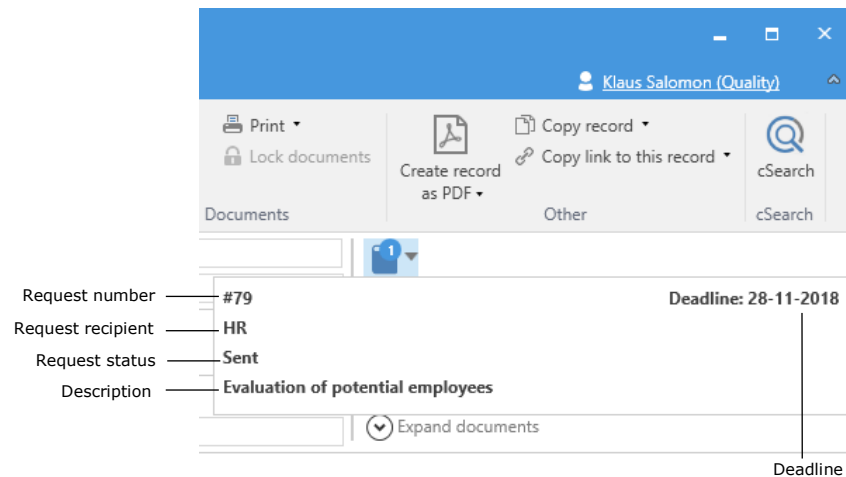 Klaus Salomon (Quality)
Print
Lock documents
Create record
as PDF
Copy record
Copy link to this record
cSearch
Documents
Other
cSearch
1
Request number
#79
Deadline: 28-11-2018
Request recipient
HR
Request status
Sent
Description
Evaluation of potential employees
Expand documents
Deadline